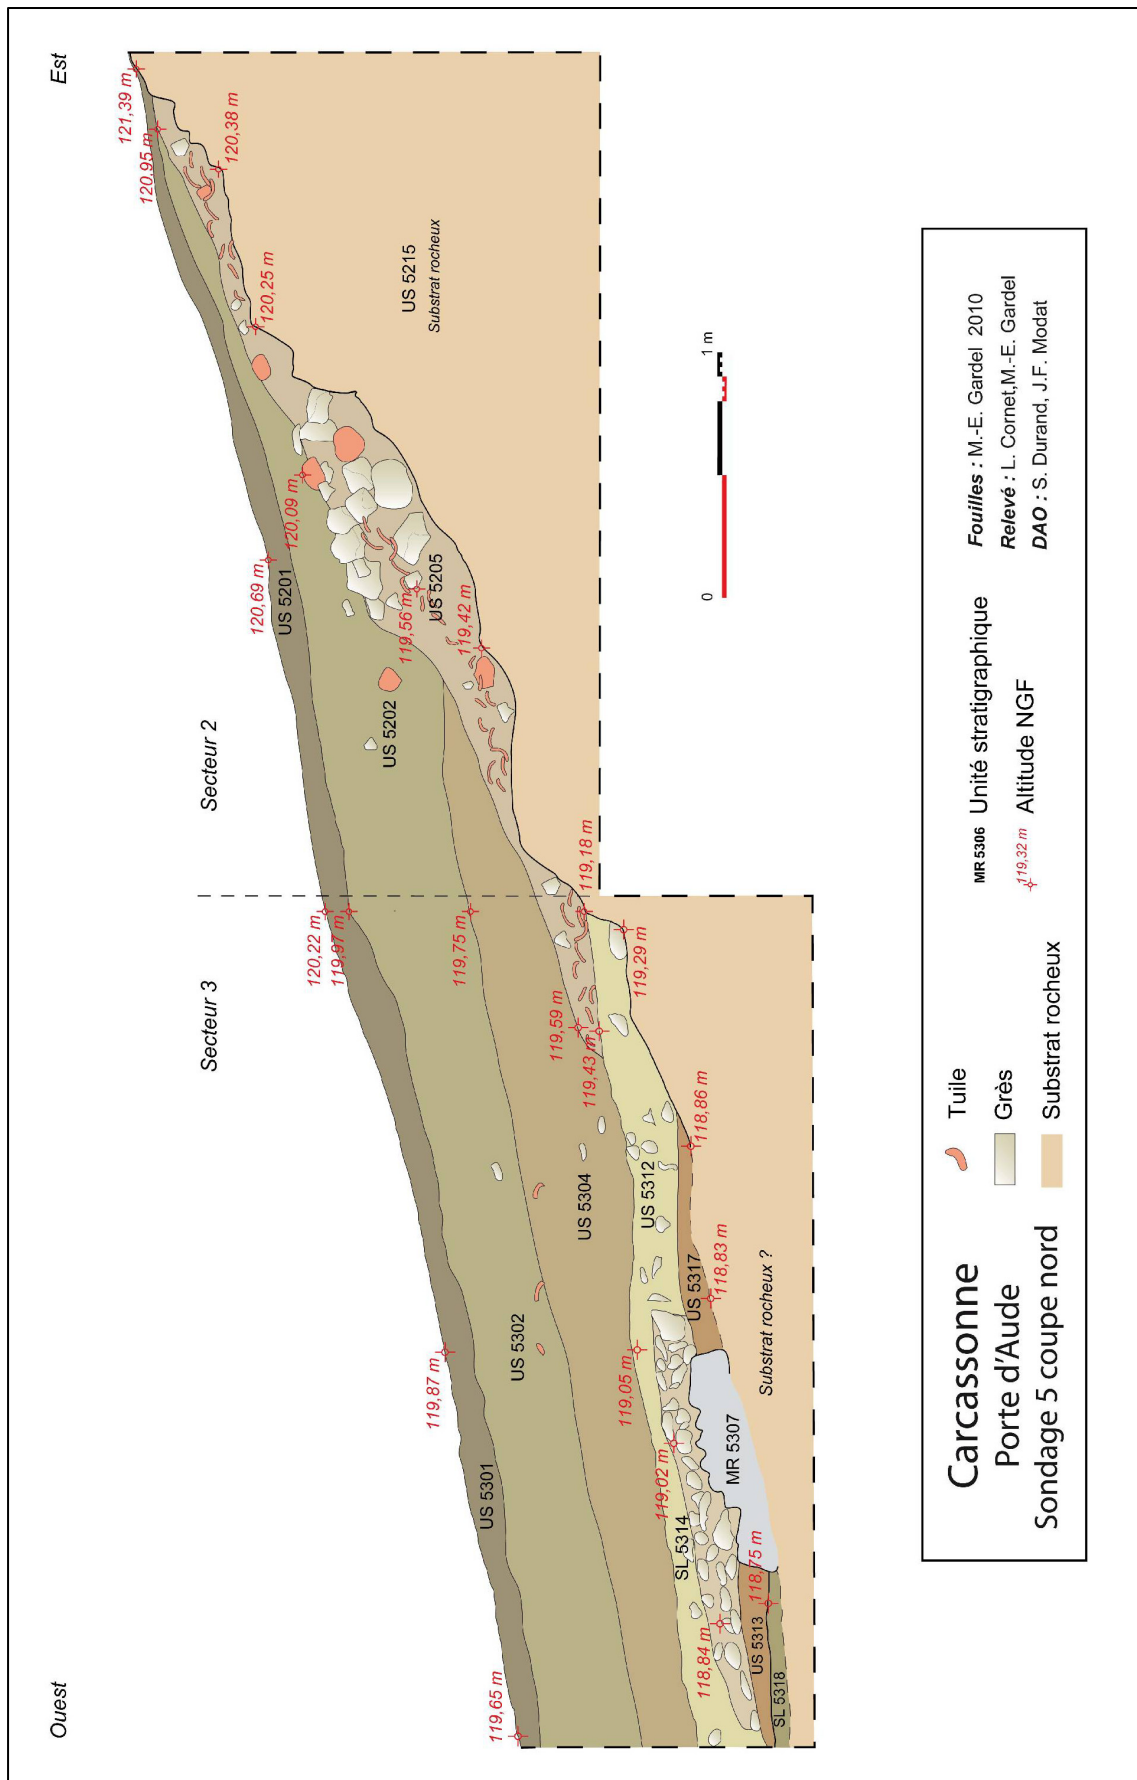 Ouest
Est
Secteur 3
Secteur 2
119,65 m
119,87 m
120,22 m
119,97 m
120,69 m
120,09 m
120,25 m
120,95 m
121,39 m
120,38 m
US 5301
US 5201
US 5302
US 5202
119,75 m
119,56 m
US 5205
119,42 m
US 5215
Substrat rocheux
US 5304
119,59 m
119,43 m
119,18 m
119,29 m
US 5312
119,05 m
119,02 m
SL 5314
118,86 m
US 5317
118,83 m
118,84 m
MR 5307
118,75 m
US 5313
SL 5318
Substrat rocheux ?
0
1 m
Carcassonne
Porte d'Aude
Sondage 5 coupe nord
Tuile
Grès
Substrat rocheux
MR 5306 Unité stratigraphique
119,32 m Altitude NGF
Fouilles : M.-E. Gardel 2010
Relevé : L. Cornet,M.-E. Gardel
DAO : S. Durand, J.F. Modat